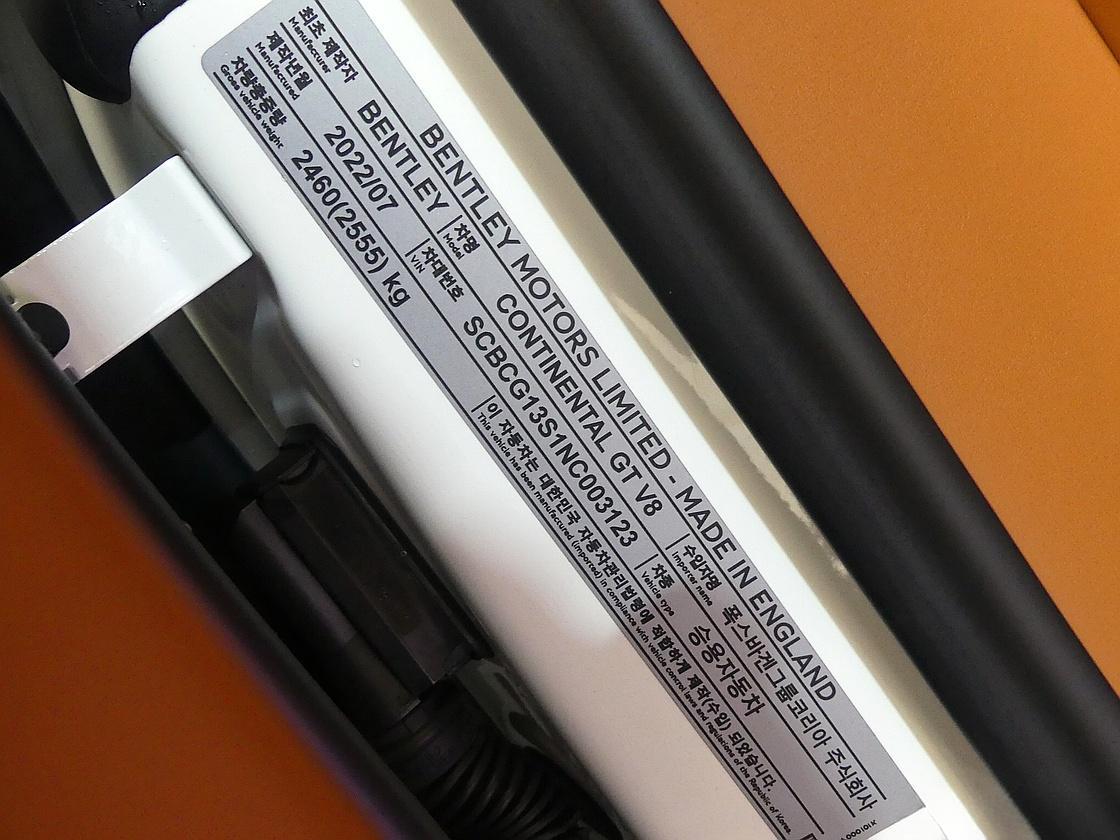 BENTLEY MOTORS LIMITED - MADE IN ENGLAND
최초 제작자 BENTLEY 차명 CONTINENTAL GT V8 수입자명 폭스바겐그룹코리아 주식회사
Manufacturer Model Importer name
제작년월 2022/07 차대번호 SCBCG13S1NC003123 차종 승용자동차
Manufactured VIN Vehicle type
차량총중량 2460(2555) kg 이 자동차는 대한민국 자동차관리법령에 적합하게 제작(수입) 되었습니다.
Gross vehicle weight This vehicle has been manufactured (imported) in compliance with vehicle control laws and regulations of the Republic of Korea.